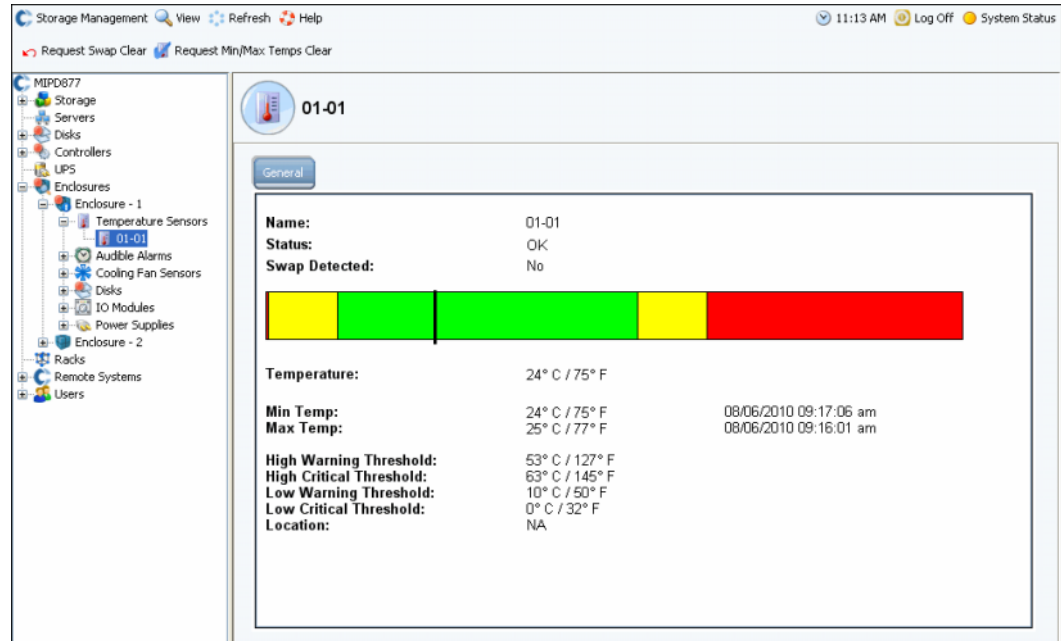 Storage Management View Refresh Help 11:13 AM Log Off System Status
Request Swap Clear Request Min/Max Temps Clear
MIPD877
Storage
Servers
Disks
Controllers
UPS
Enclosures
Enclosure - 1
Temperature Sensors
01-01
Audible Alarms
Cooling Fan Sensors
Disks
IO Modules
Power Supplies
Enclosure - 2
Racks
Remote Systems
Users
01-01
General
Name: 01-01
Status: OK
Swap Detected: No
Temperature: 24° C / 75° F
Min Temp: 24° C / 75° F 08/06/2010 09:17:06 am
Max Temp: 25° C / 77° F 08/06/2010 09:16:01 am
High Warning Threshold: 53° C / 127° F
High Critical Threshold: 63° C / 145° F
Low Warning Threshold: 10° C / 50° F
Low Critical Threshold: 0° C / 32° F
Location: NA